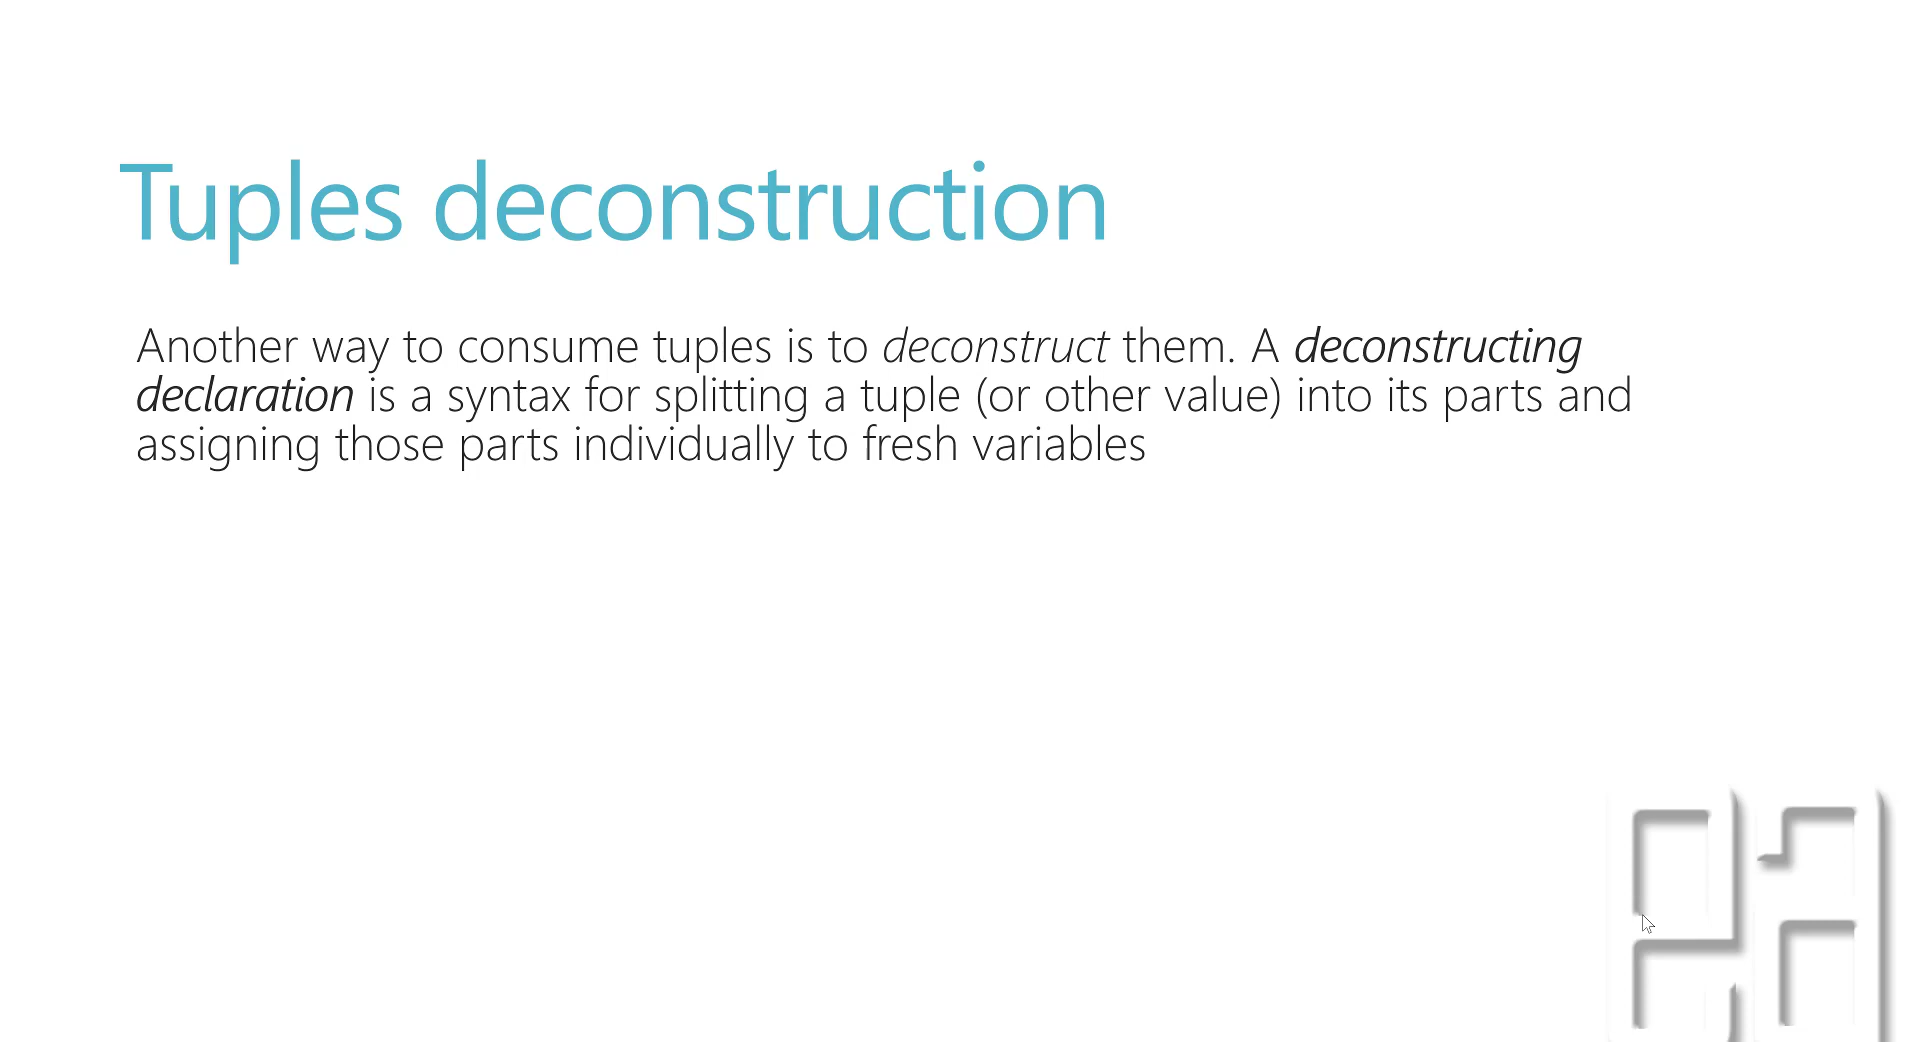 Tuples deconstruction
Another way to consume tuples is to deconstruct them. A deconstructing
declaration is a syntax for splitting a tuple (or other value) into its parts and
assigning those parts individually to fresh variables